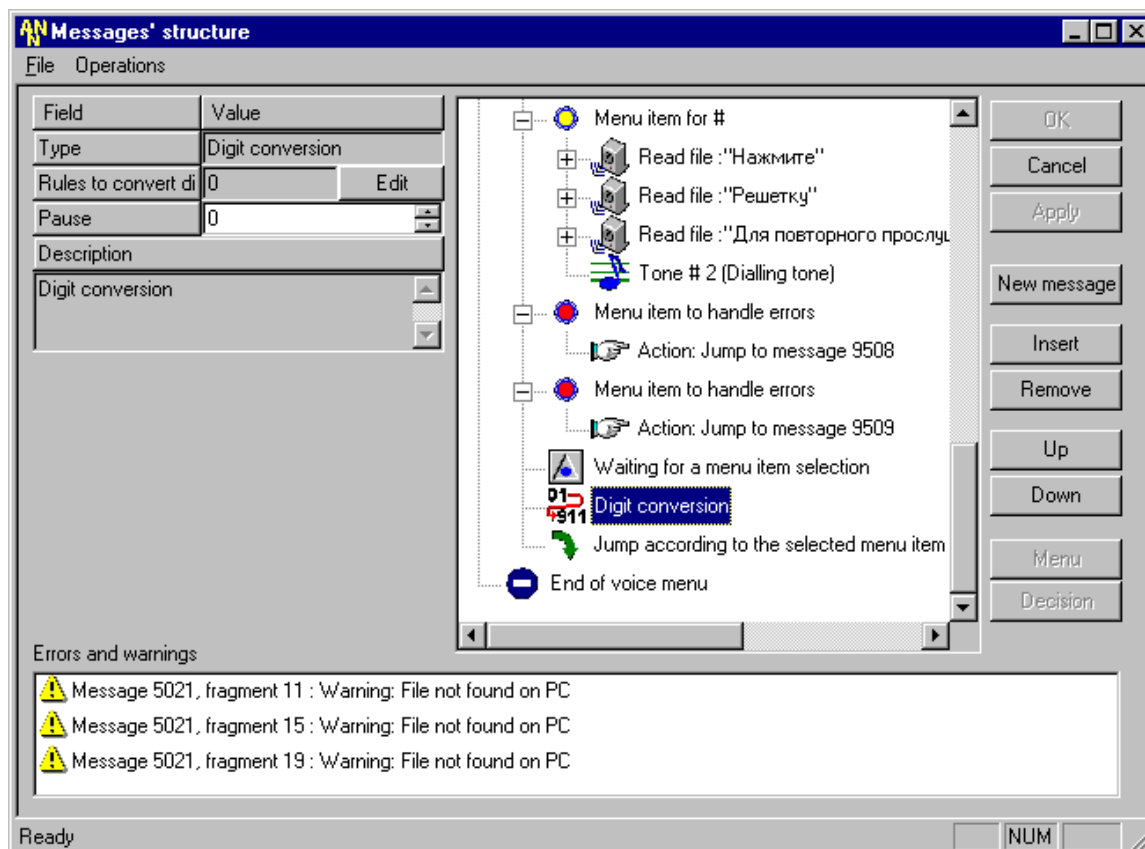 Messages' structure
File Operations
Field Value
Type Digit conversion
Rules to convert di 0 Edit
Pause 0
Description
Digit conversion
Menu item for #
Read file :"Нажмите"
Read file :"Решетку"
Read file :"Для повторного прослуш
Tone # 2 (Dialling tone)
Menu item to handle errors
Action: Jump to message 9508
Menu item to handle errors
Action: Jump to message 9509
Waiting for a menu item selection
01
911
Digit conversion
Jump according to the selected menu item
End of voice menu
OK
Cancel
Apply
New message
Insert
Remove
Up
Down
Menu
Decision
Errors and warnings
Message 5021, fragment 11 : Warning: File not found on PC
Message 5021, fragment 15 : Warning: File not found on PC
Message 5021, fragment 19 : Warning: File not found on PC
Ready NUM